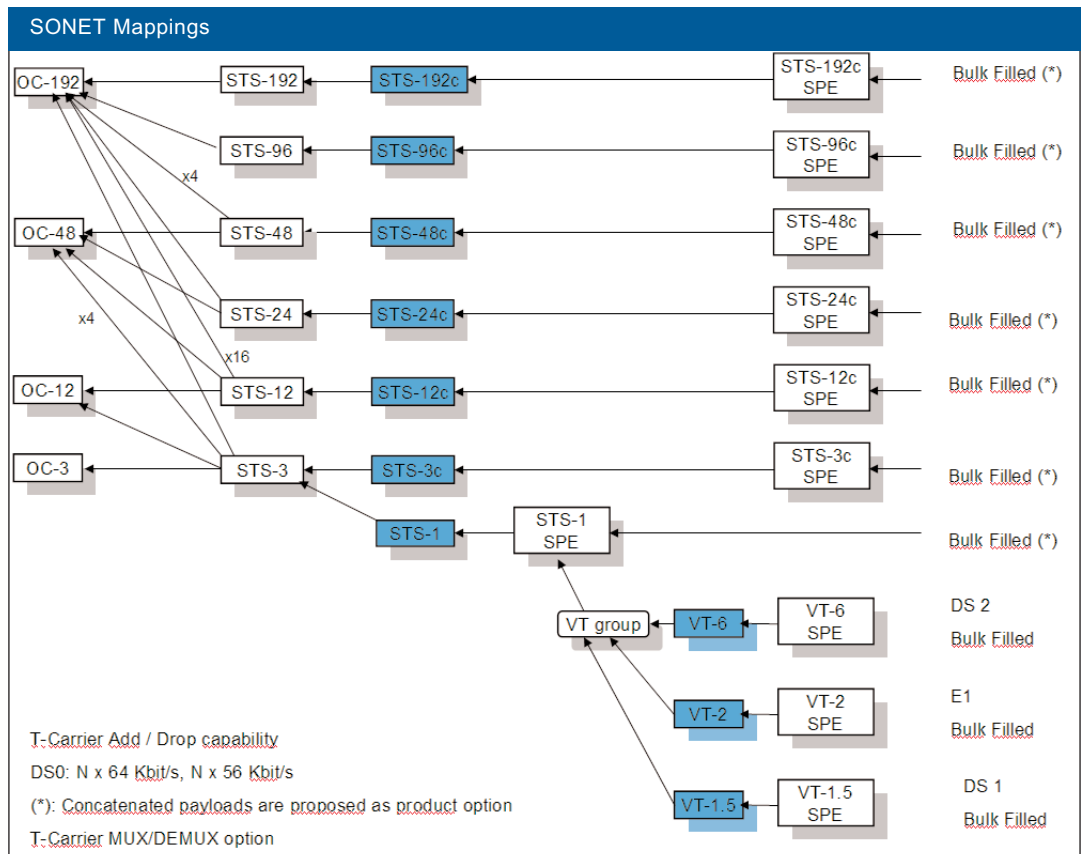 SONET Mappings
OC-192
STS-192
STS-192c
STS-192c
SPE
Bulk Filled (*)
STS-96
STS-96c
STS-96c
SPE
Bulk Filled (*)
x4
OC-48
STS-48
STS-48c
STS-48c
SPE
Bulk Filled (*)
x4
STS-24
STS-24c
STS-24c
SPE
Bulk Filled (*)
x16
OC-12
STS-12
STS-12c
STS-12c
SPE
Bulk Filled (*)
OC-3
STS-3
STS-3c
STS-3c
SPE
Bulk Filled (*)
STS-1
STS-1
SPE
Bulk Filled (*)
VT group
VT-6
VT-6
SPE
DS 2
Bulk Filled
VT-2
VT-2
SPE
E1
Bulk Filled
VT-1.5
VT-1.5
SPE
DS 1
Bulk Filled
T-Carrier Add / Drop capability
DS0: N x 64 Kbit/s, N x 56 Kbit/s
(*): Concatenated payloads are proposed as product option
T-Carrier MUX/DEMUX option